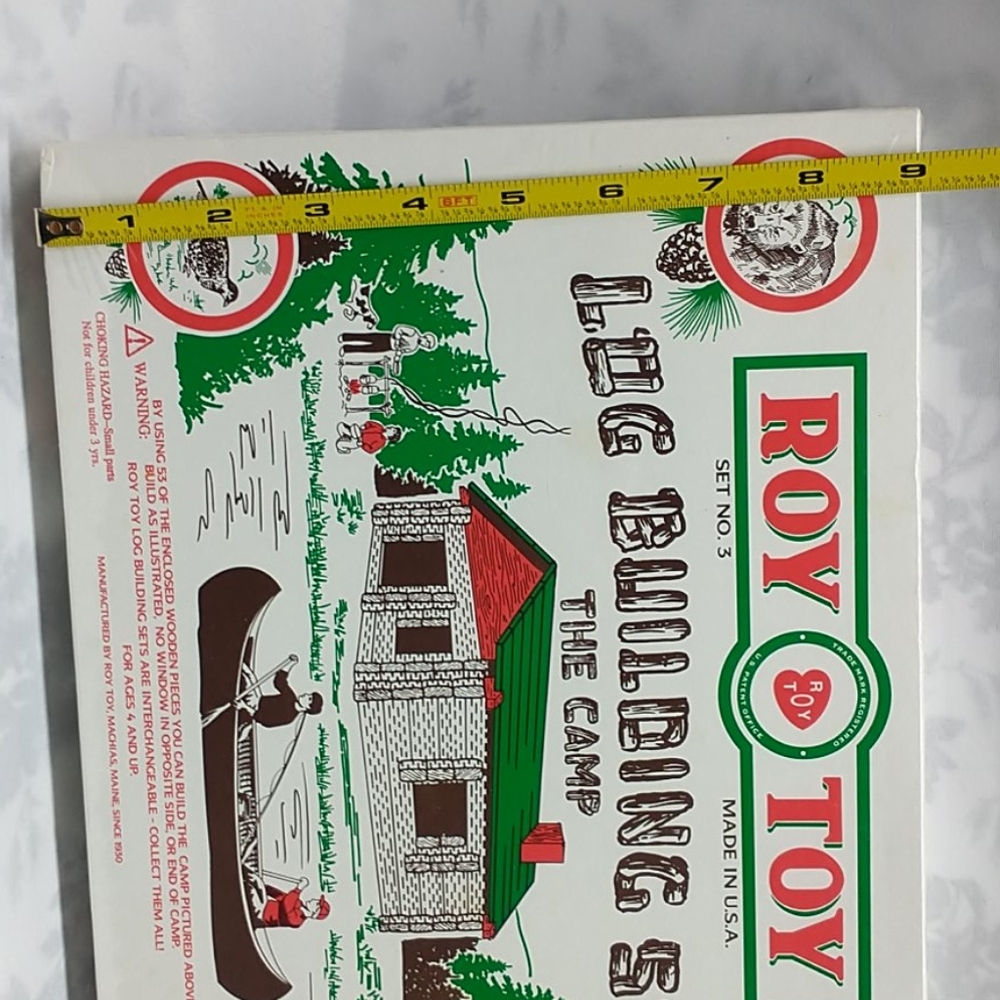 1 2 3 4 6FT 5 6 7 8 9
ROY TOY
R
TOY
TRADE MARK REGISTERED
U.S. PATENT OFFICE
SET NO. 3
MADE IN U.S.A.
LOG BUILDING S
THE CAMP
WARNING:
CHOKING HAZARD—Small parts
Not for children under 3 yrs.
BY USING 53 OF THE ENCLOSED WOODEN PIECES YOU CAN BUILD THE CAMP PICTURED ABOV
BUILD AS ILLUSTRATED, NO WINDOW IN OPPOSITE SIDE, OR END OF CAMP.
ROY TOY LOG BUILDING SETS ARE INTERCHANGEABLE - COLLECT THEM ALL!
FOR AGES 4 AND UP.
MANUFACTURED BY ROY TOY, MACHIAS, MAINE, SINCE 1930